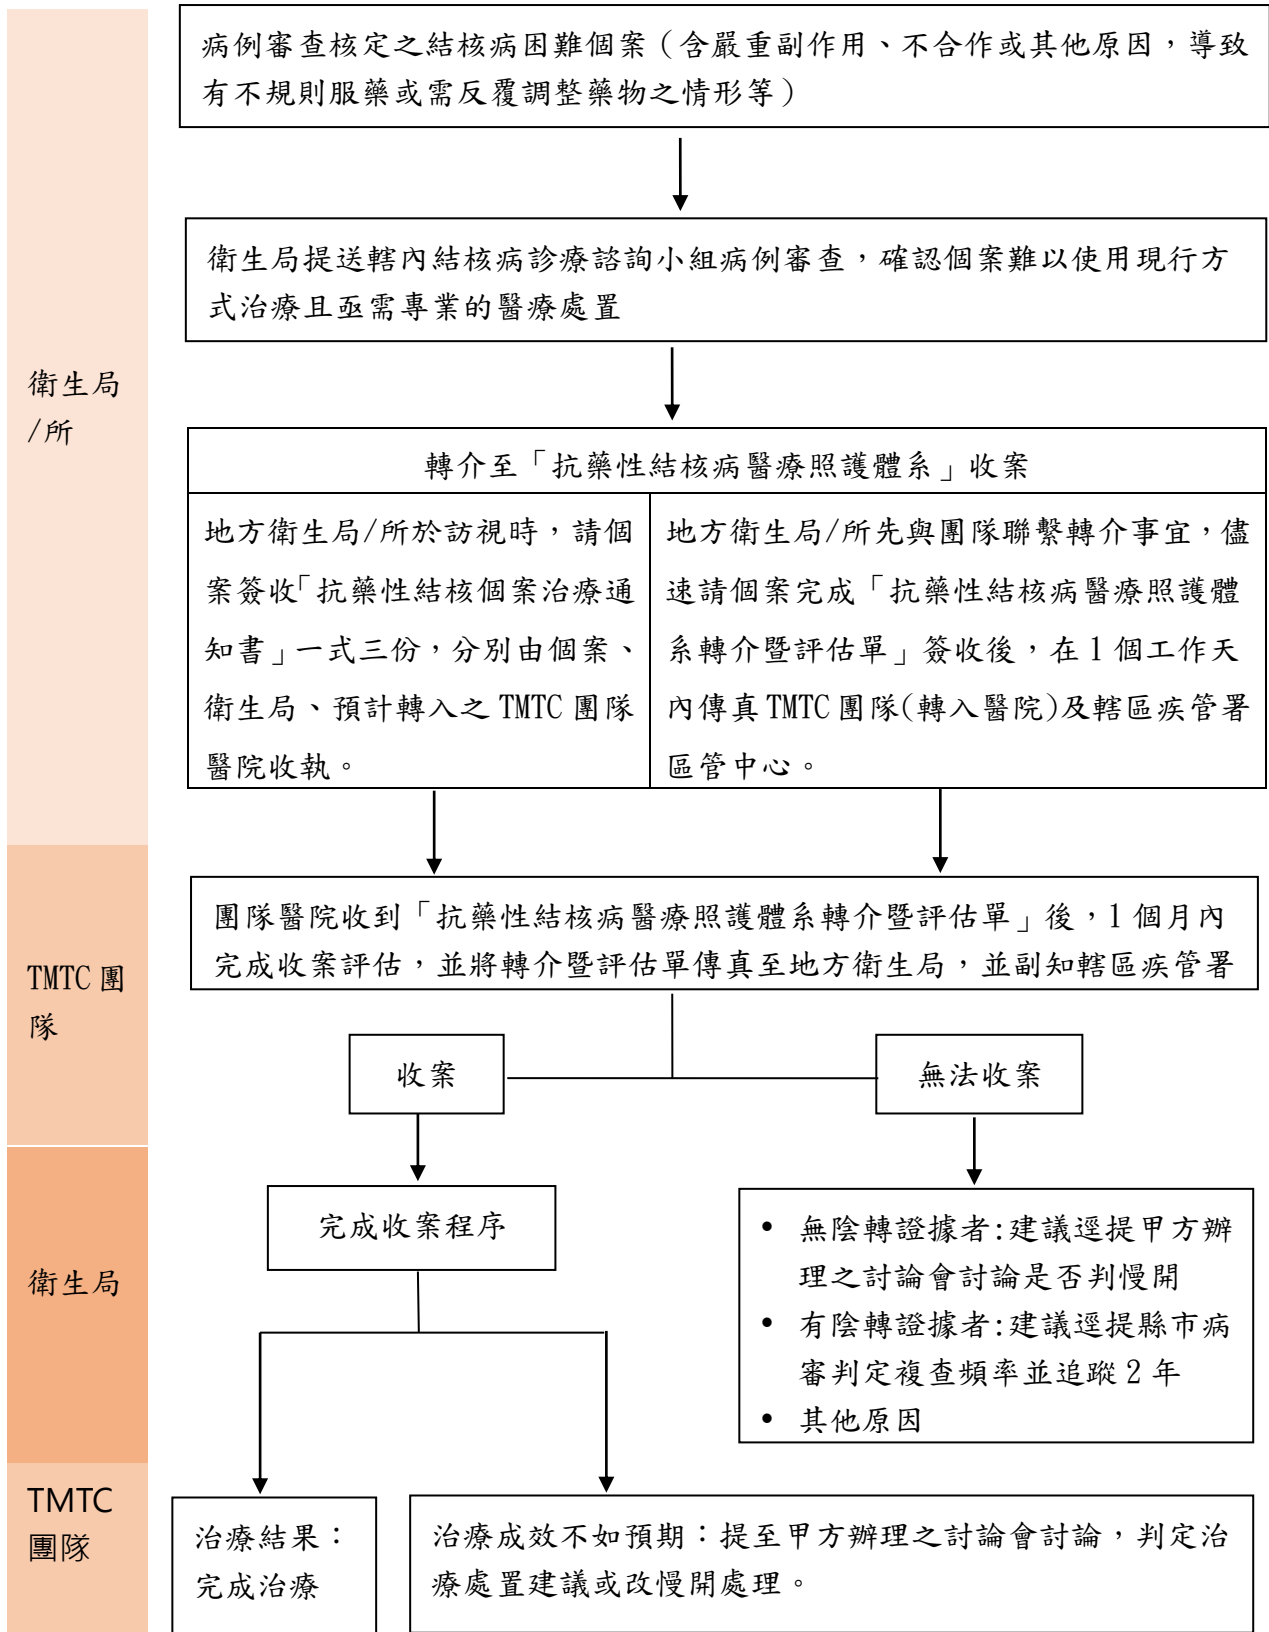 病例審查核定之結核病困難個案（含嚴重副作用、不合作或其他原因，導致
有不規則服藥或需反覆調整藥物之情形等）
衛生局提送轄內結核病診療諮詢小組病例審查，確認個案難以使用現行方
式治療且亟需專業的醫療處置
衛生局
/所
轉介至「抗藥性結核病醫療照護體系」收案
地方衛生局/所於訪視時，請個
案簽收「抗藥性結核個案治療通
知書」一式三份，分別由個案、
衛生局、預計轉入之 TMTC 團隊
醫院收執。
地方衛生局/所先與團隊聯繫轉介事宜，儘
速請個案完成「抗藥性結核病醫療照護體
系轉介暨評估單」簽收後，在 1 個工作天
內傳真 TMTC 團隊(轉入醫院)及轄區疾管署
區管中心。
TMTC 團
隊
團隊醫院收到「抗藥性結核病醫療照護體系轉介暨評估單」後，1 個月內
完成收案評估，並將轉介暨評估單傳真至地方衛生局，並副知轄區疾管署
收案
無法收案
衛生局
完成收案程序
• 無陰轉證據者:建議逕提甲方辦
理之討論會討論是否判慢開
• 有陰轉證據者:建議逕提縣市病
審判定複查頻率並追蹤 2 年
• 其他原因
TMTC
團隊
治療結果：
完成治療
治療成效不如預期：提至甲方辦理之討論會討論，判定治
療處置建議或改慢開處理。